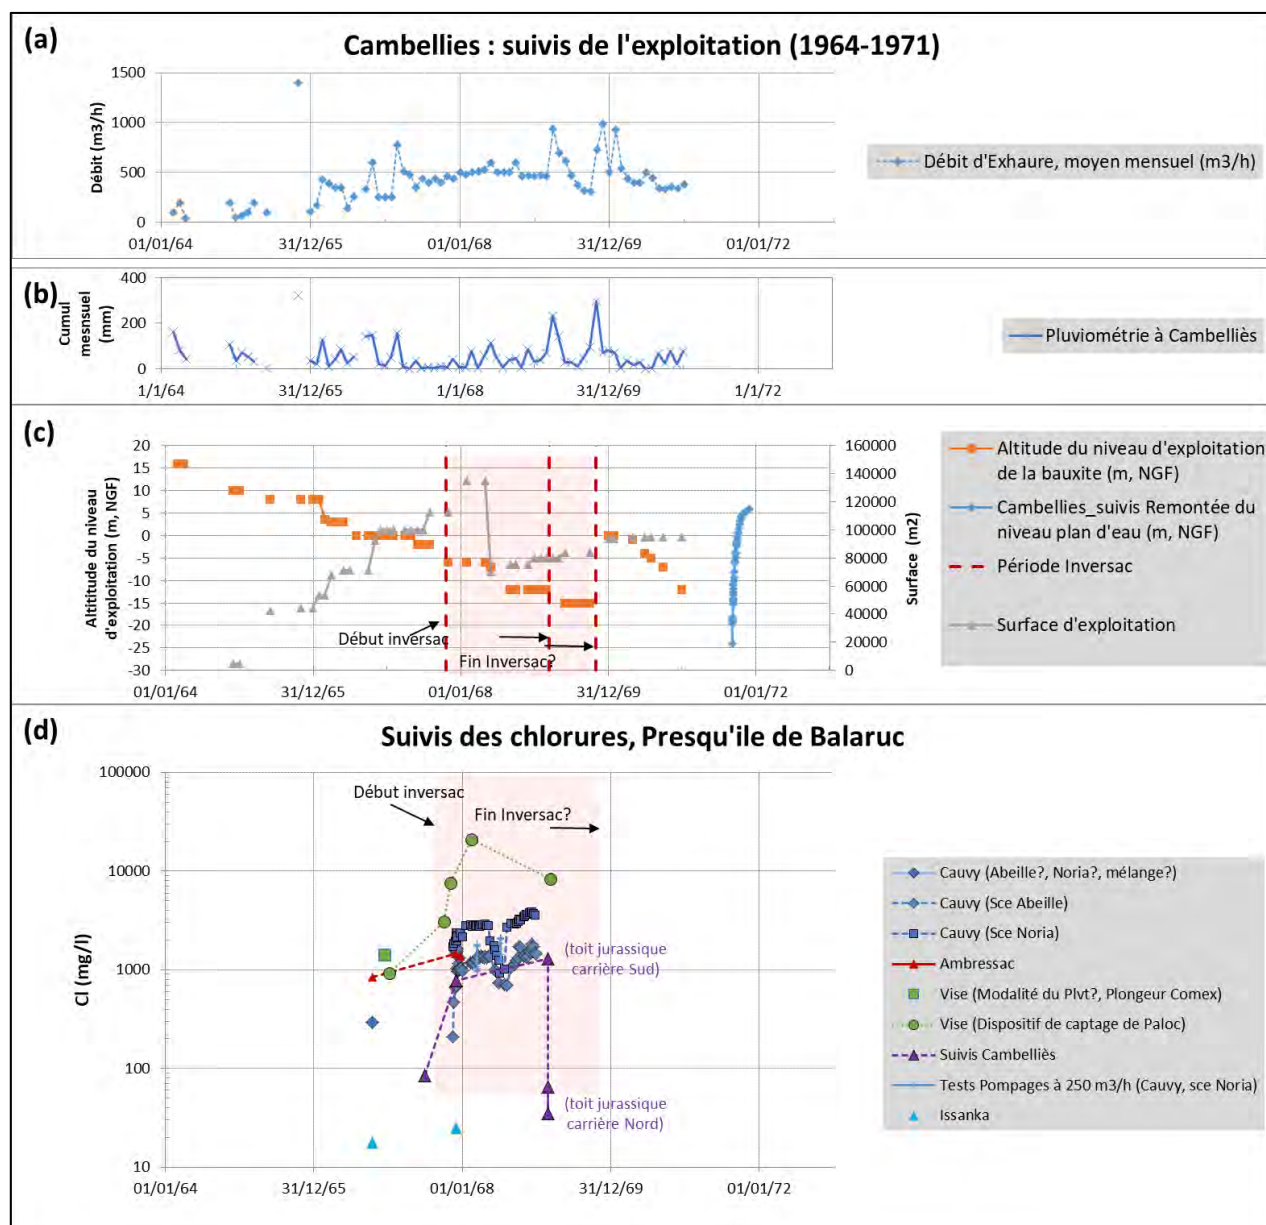 (a)
Cambellies : suivis de l'exploitation (1964-1971)
Débit (m3/h)
1500
1000
500
0
01/01/64
31/12/65
01/01/68
31/12/69
01/01/72
Débit d'Exhaure, moyen mensuel (m3/h)
(b)
Cumul
mesnsuel
(mm)
400
200
0
1/1/64
31/12/65
1/1/68
31/12/69
1/1/72
Pluviométrie à Cambelliès
(c)
Altitude du niveau
d'exploitation (m, NGF)
20
15
10
5
0
-5
-10
-15
-20
-25
-30
01/01/64
31/12/65
01/01/68
31/12/69
01/01/72
Début inversac
Fin Inversac?
160000
140000
120000
100000
80000
60000
40000
20000
0
Surface (m2)
Altitude du niveau d'exploitation
de la bauxite (m, NGF)
Cambellies_suivis Remontée du
niveau plan d'eau (m, NGF)
Période Inversac
Surface d'exploitation
(d)
Suivis des chlorures, Presqu'ile de Balaruc
Cl (mg/l)
100000
10000
1000
100
10
01/01/64
31/12/65
01/01/68
31/12/69
01/01/72
Début inversac
Fin Inversac?
(toit jurassique
carrière Sud)
(toit jurassique
carrière Nord)
Cauvy (Abeille?, Noria?, mélange?)
Cauvy (Sce Abeille)
Cauvy (Sce Noria)
Ambressac
Vise (Modalité du Plvt?, Plongeur Comex)
Vise (Dispositif de captage de Paloc)
Suivis Cambelliès
Tests Pompages à 250 m3/h (Cauvy, sce Noria)
Issanka